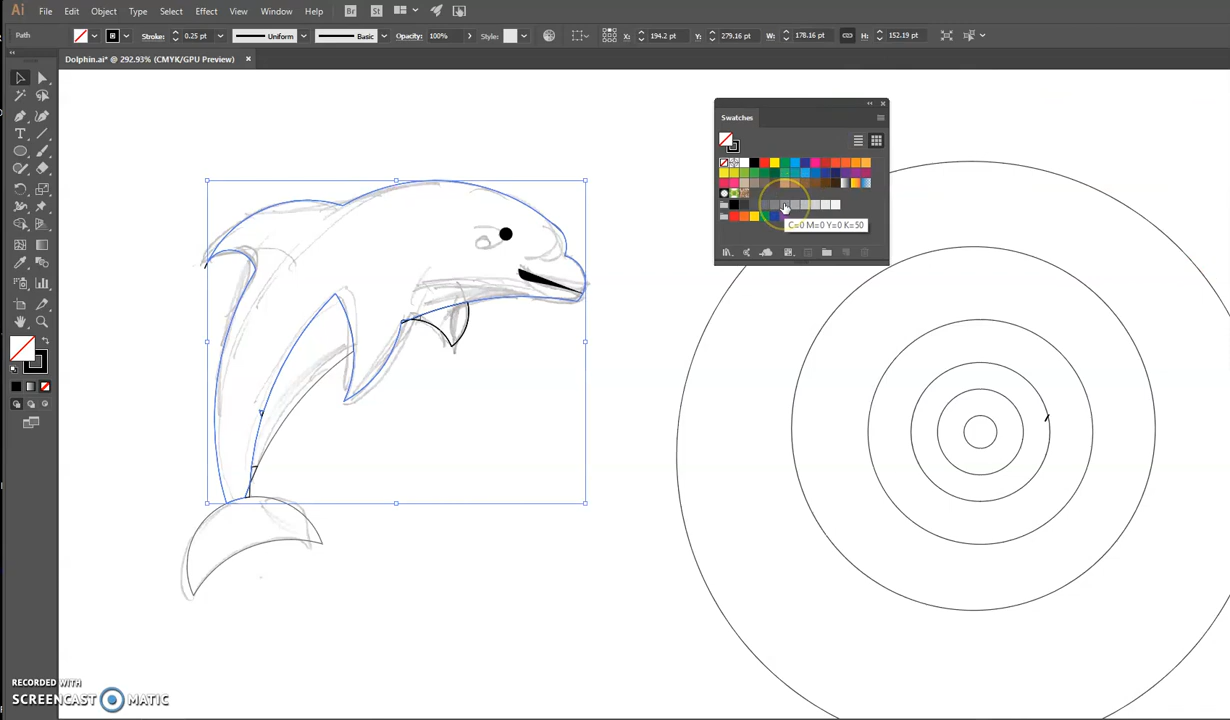 Ai File Edit Object Type Select Effect View Window Help Br St
Path Stroke: 0.25 pt Uniform Basic Opacity: 100% Style: X: 194.2 pt Y: 279.16 pt W: 178.16 pt H: 152.19 pt
Dolphin.ai* @ 292.93% (CMYK/GPU Preview) ×
Swatches
C=0 M=0 Y=0 K=50
RECORDED WITH
SCREENCAST MATIC